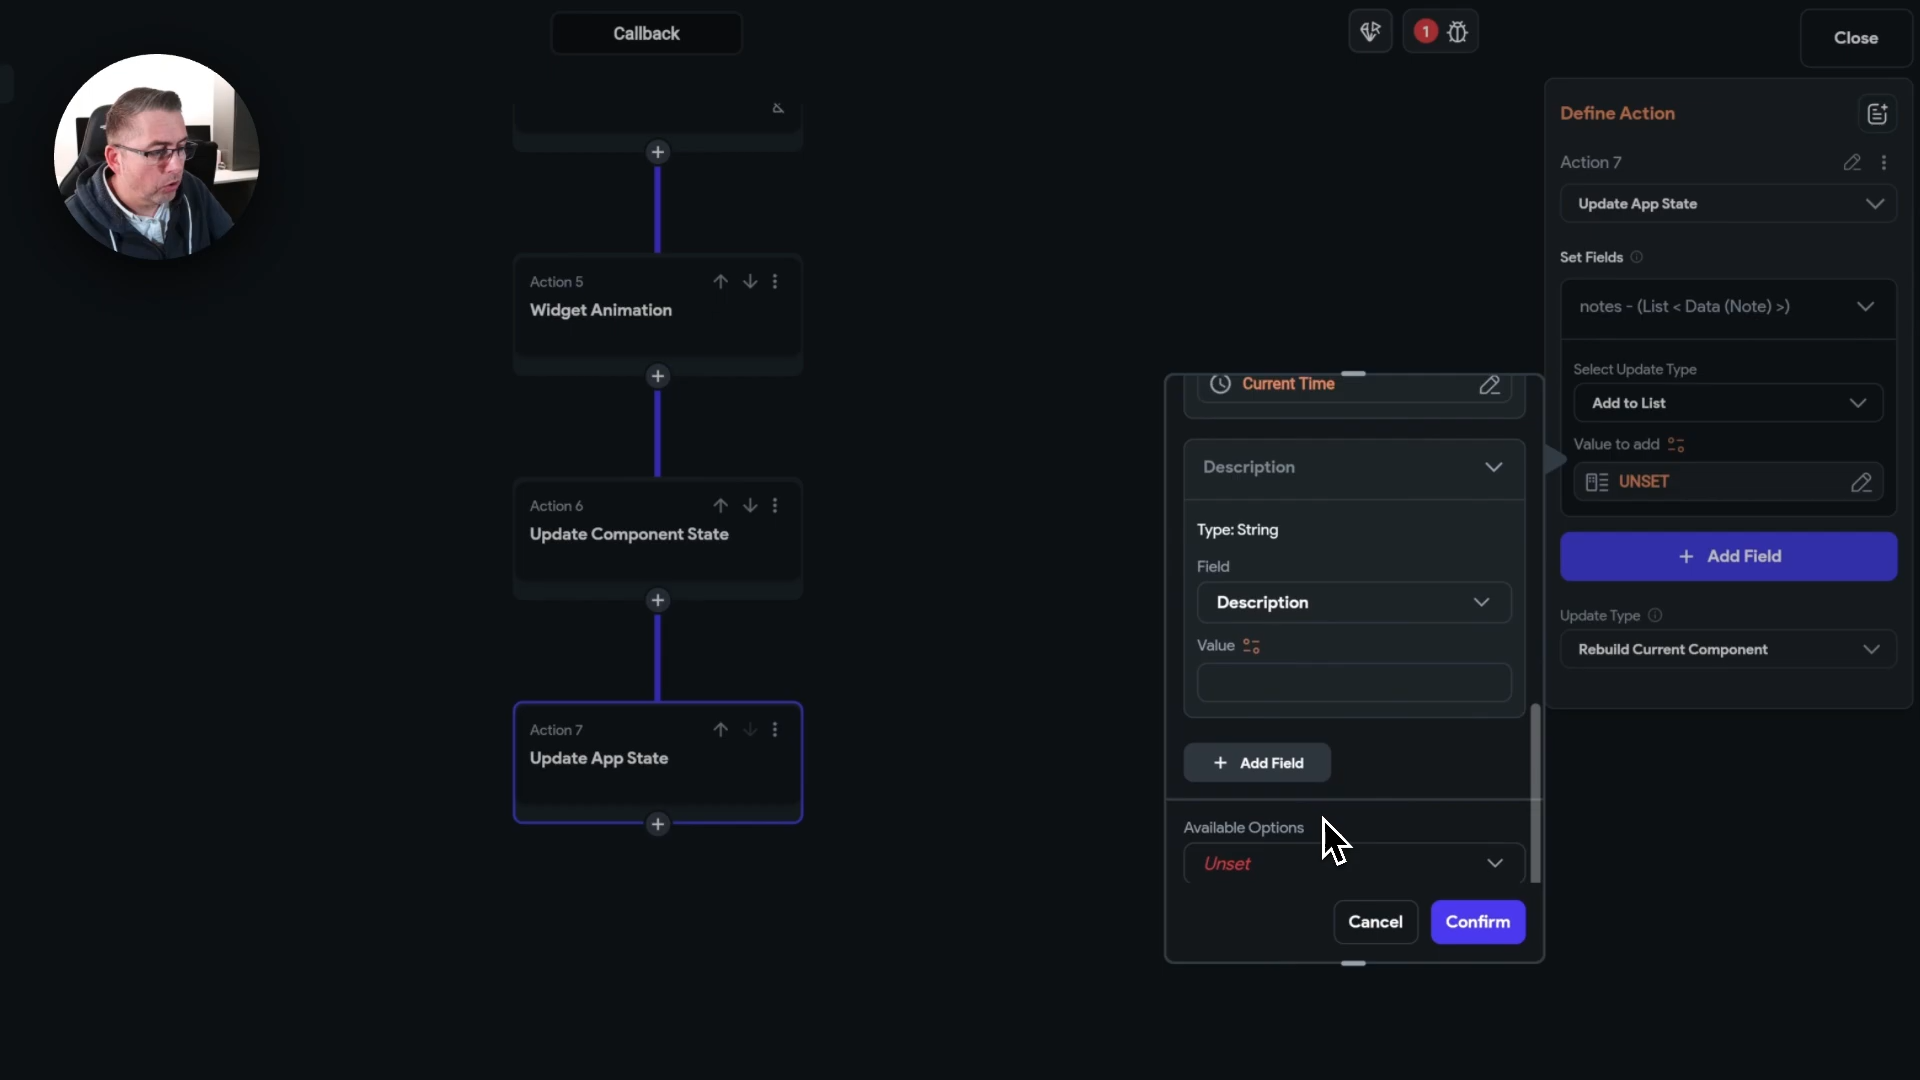 Callback
1
Close
Define Action
Action 7
Update App State
Set Fields
notes - (List < Data (Note) >)
Select Update Type
Add to List
Value to add
UNSET
+ Add Field
Update Type
Rebuild Current Component
Action 5
Widget Animation
Action 6
Update Component State
Action 7
Update App State
Current Time
Description
Type: String
Field
Description
Value
+ Add Field
Available Options
Unset
Cancel
Confirm